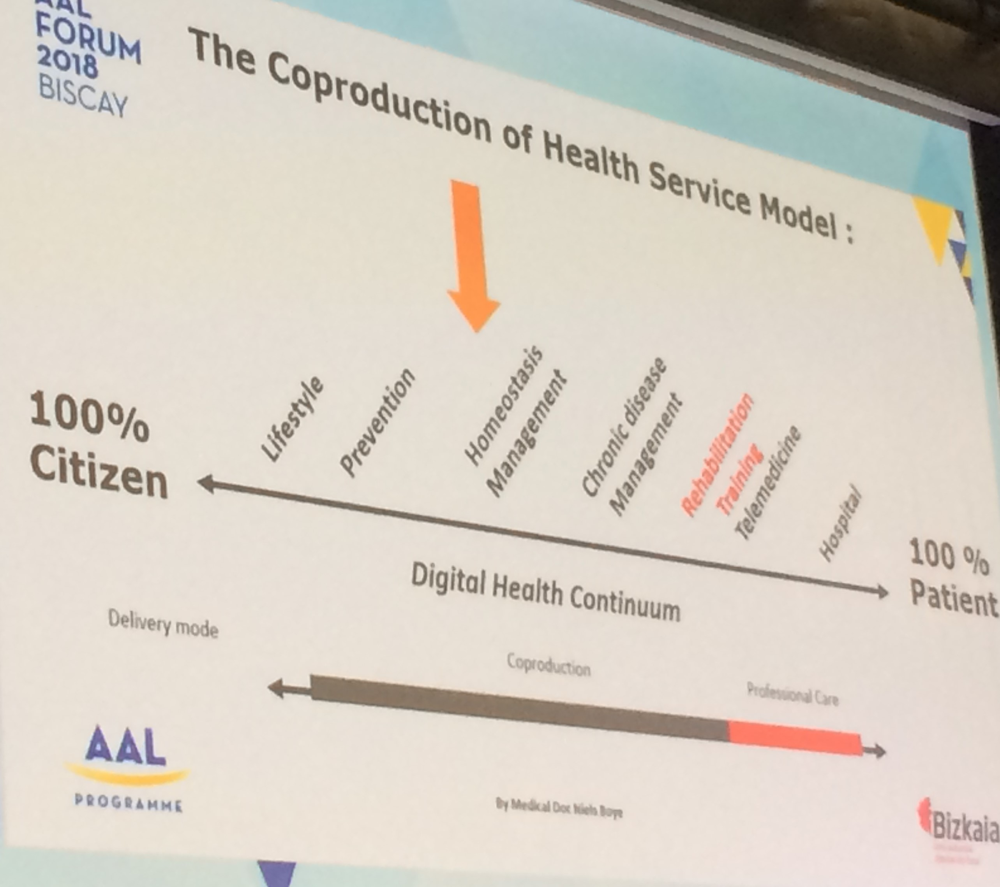 AAL
FORUM
2018
BISCAY
The Coproduction of Health Service Model :
100%
Citizen
Lifestyle
Prevention
Homeostasis
Management
Chronic disease
Management
Rehabilitation
Training
Telemedicine
Hospital
100 %
Patient
Digital Health Continuum
Delivery mode
Coproduction
Professional Care
AAL
PROGRAMME
By Medical Doc Niels Boye
Bizkaia